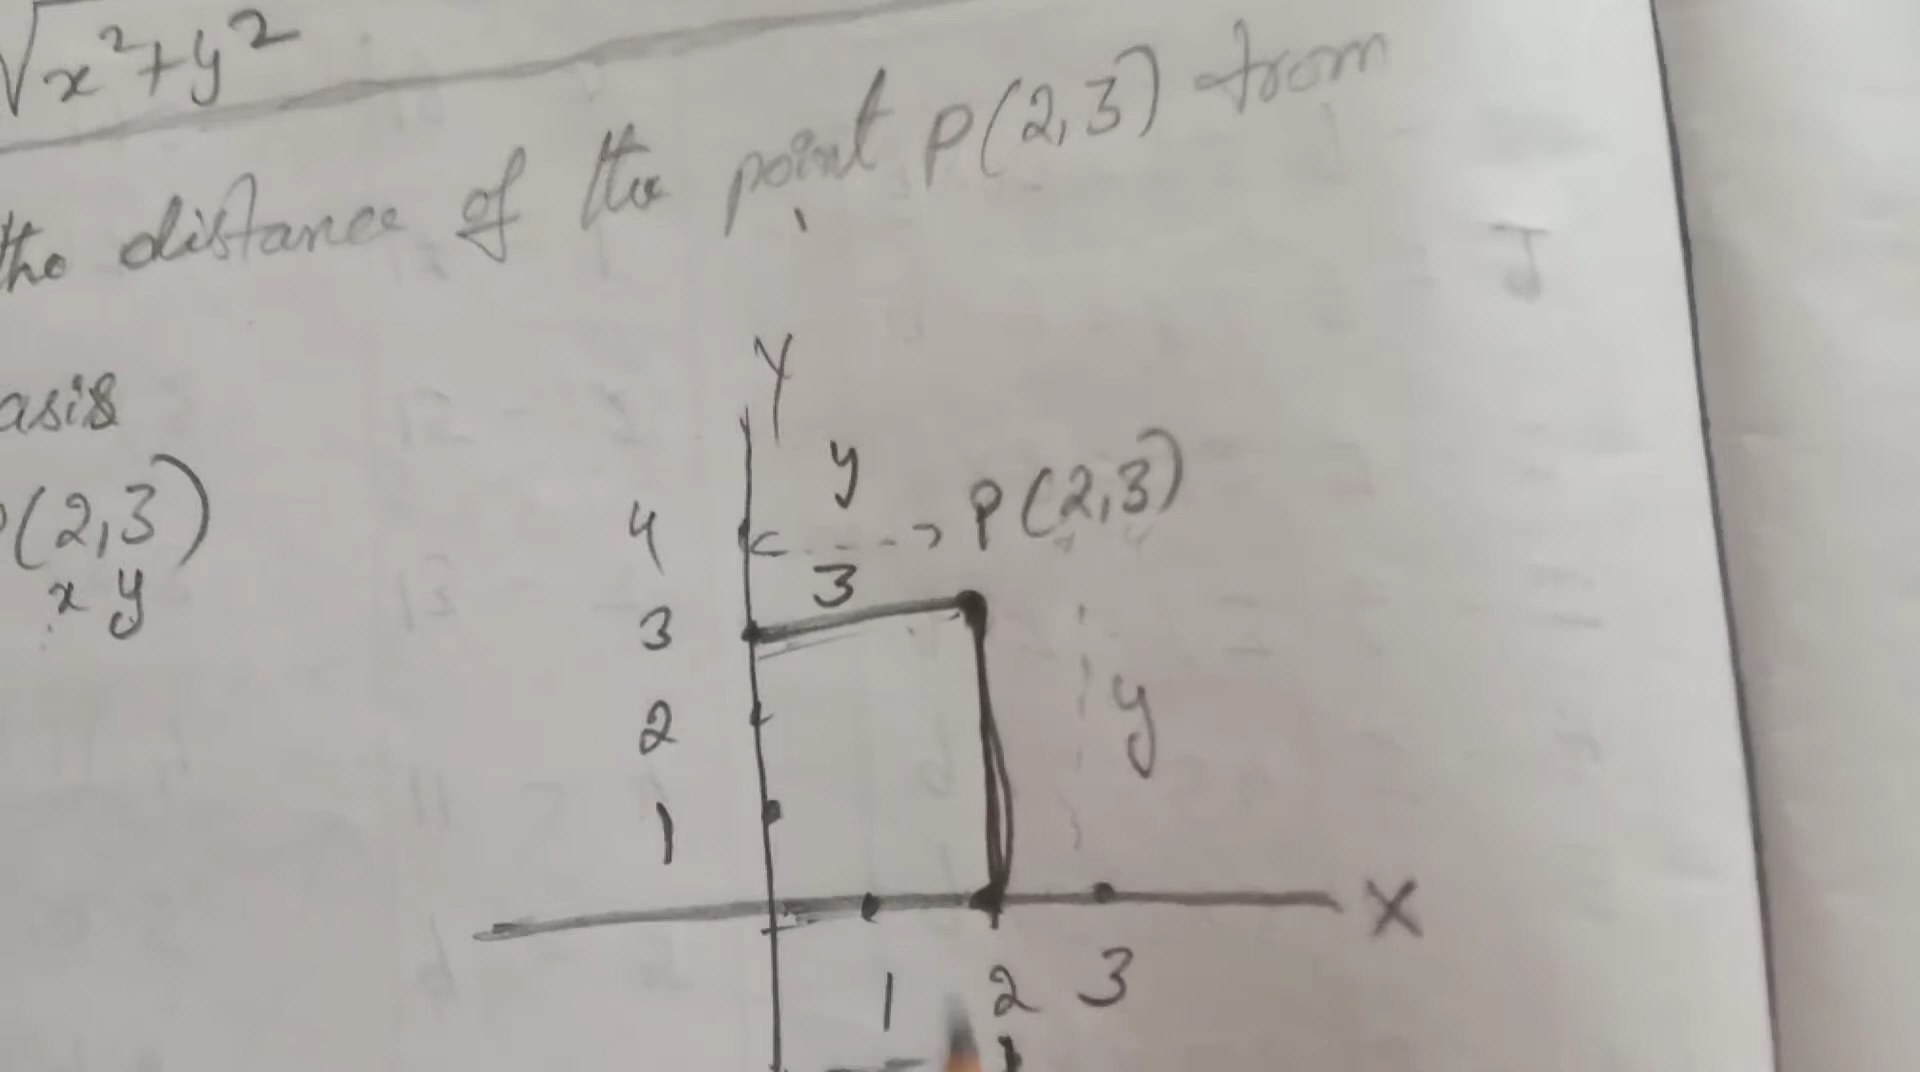 √x²+y²
the distance of the point P(2,3) from
axis
P(2,3)
x y
Y
y
P(2,3)
4
3
3
2
y
1
X
1 2 3